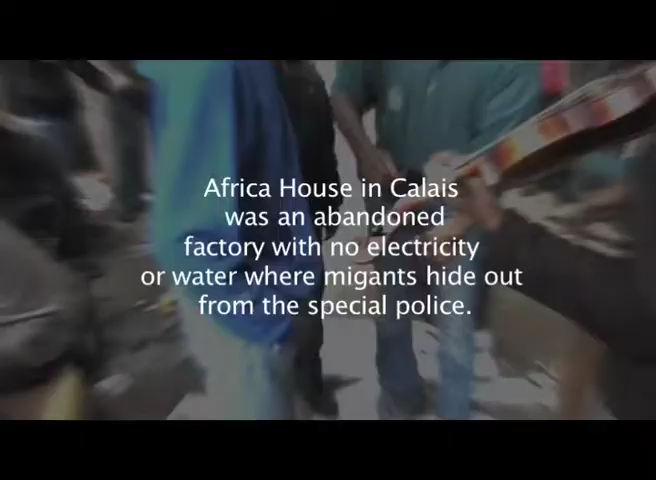 Africa House in Calais
was an abandoned
factory with no electricity
or water where migants hide out
from the special police.